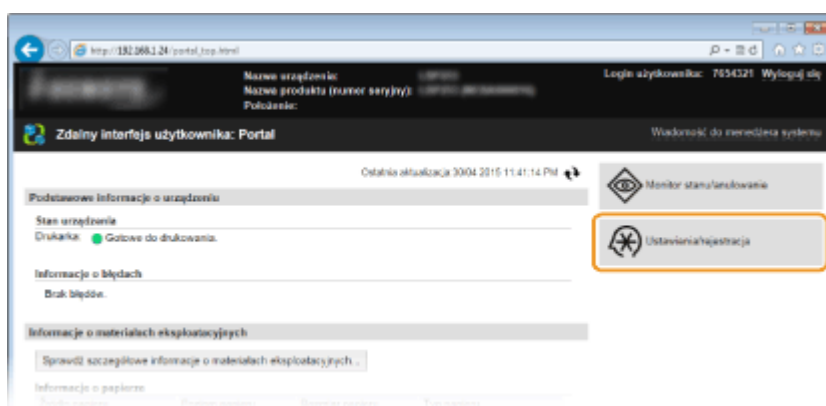 http://192.168.1.24/portal_top.html
Nazwa urządzenia:
Nazwa produktu (numer seryjny):
Położenie:
Login użytkownika: 7654321 Wyloguj się
Zdalny interfejs użytkownika: Portal
Wiadomość do menedżera systemu
Ostatnia aktualizacja 30/04 2015 11:41:14 PM
Podstawowe informacje o urządzeniu
Stan urządzenia
Drukarka: Gotowe do drukowania.
Informacje o błędach
Brak błędów.
Informacje o materiałach eksploatacyjnych
Sprawdź szczegółowe informacje o materiałach eksploatacyjnych...
Informacje o papierze
Monitor stanu/anulowanie
Ustawienia/rejestracja